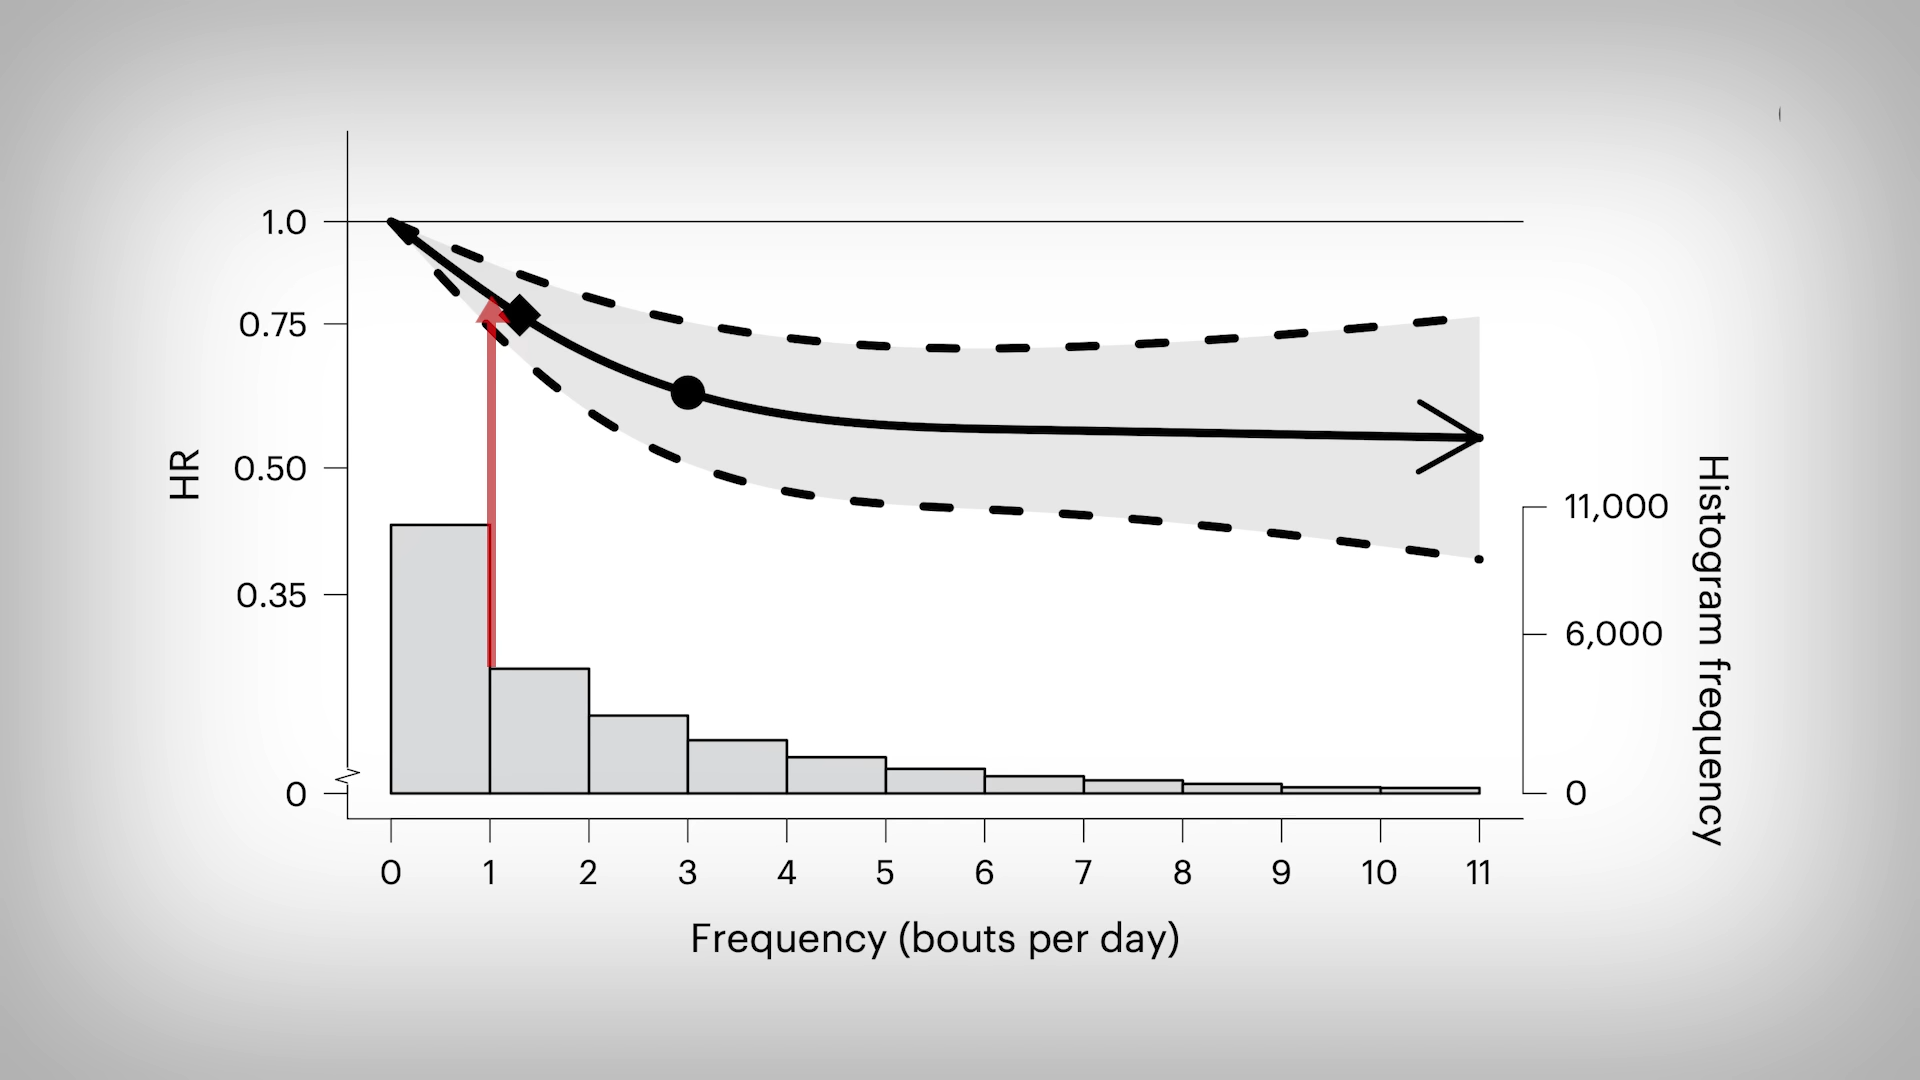 1.0
0.75
0.50
0.35
0
HR
11,000
6,000
0
Histogram frequency
0 1 2 3 4 5 6 7 8 9 10 11
Frequency (bouts per day)